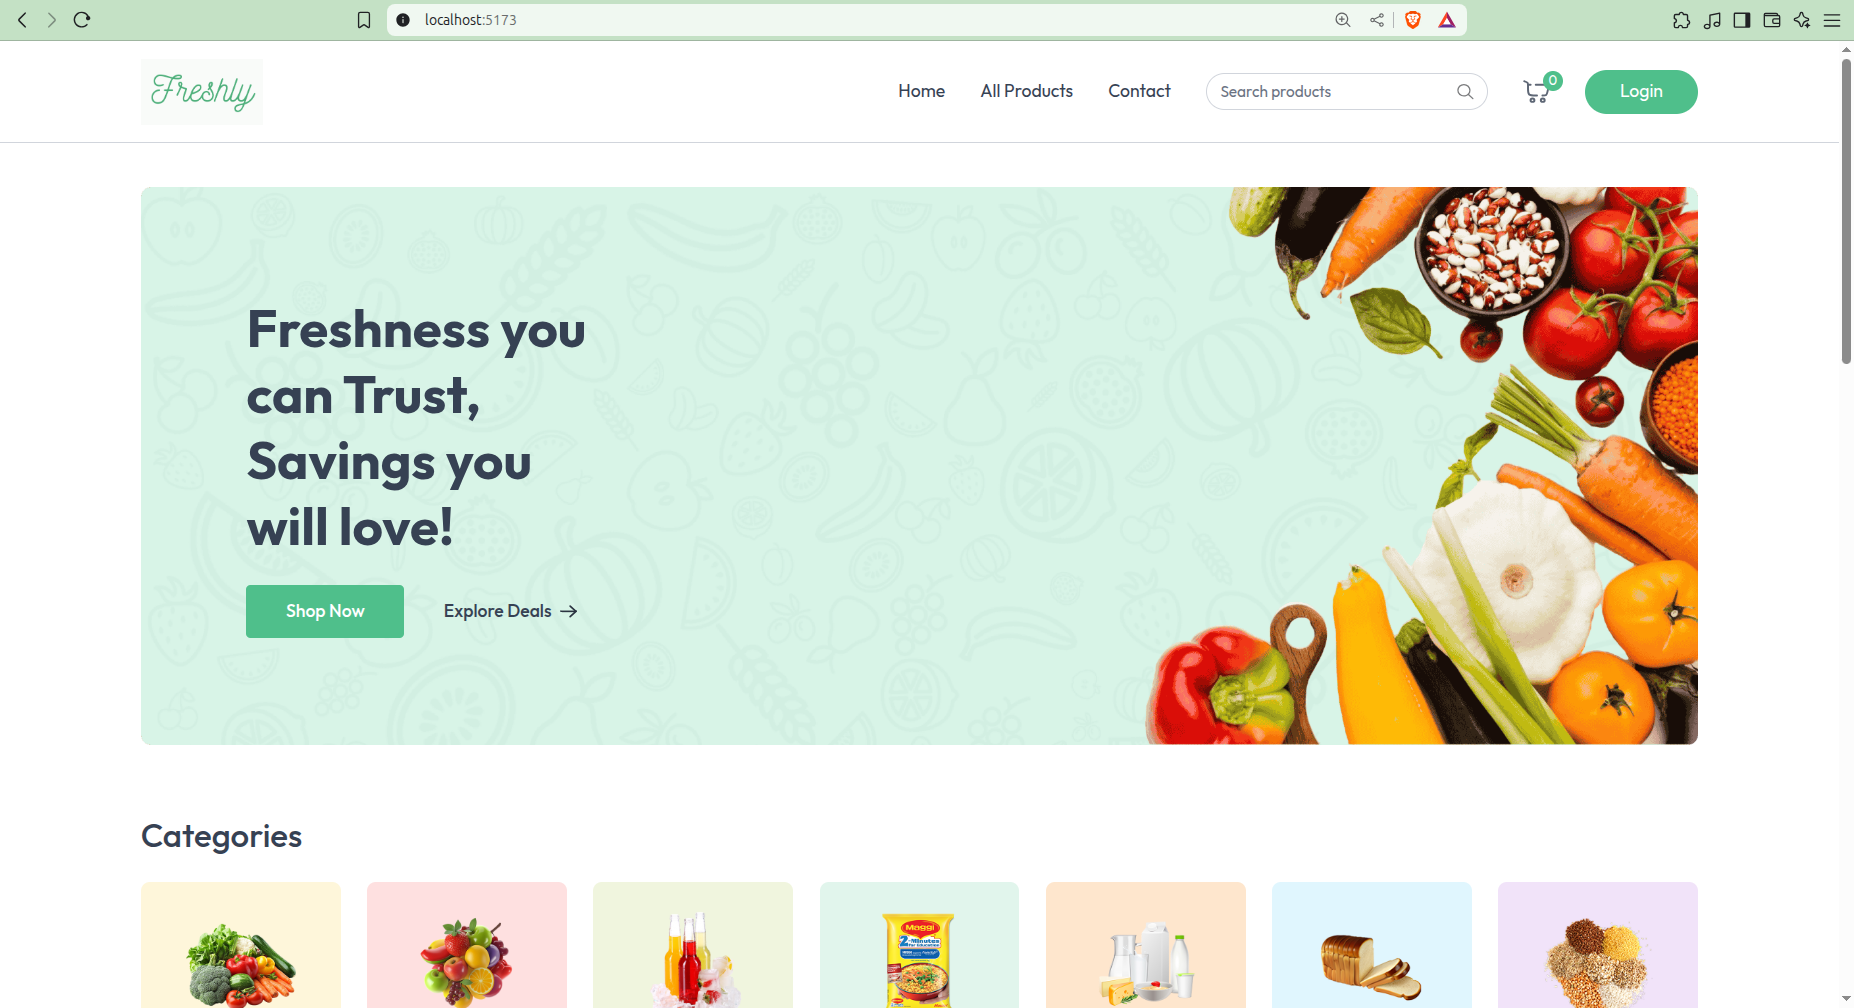 localhost:5173
Freshly
Home
All Products
Contact
Search products
0
Login
Freshness you
can Trust,
Savings you
will love!
Shop Now
Explore Deals
Categories
Maggi
2-Minutes